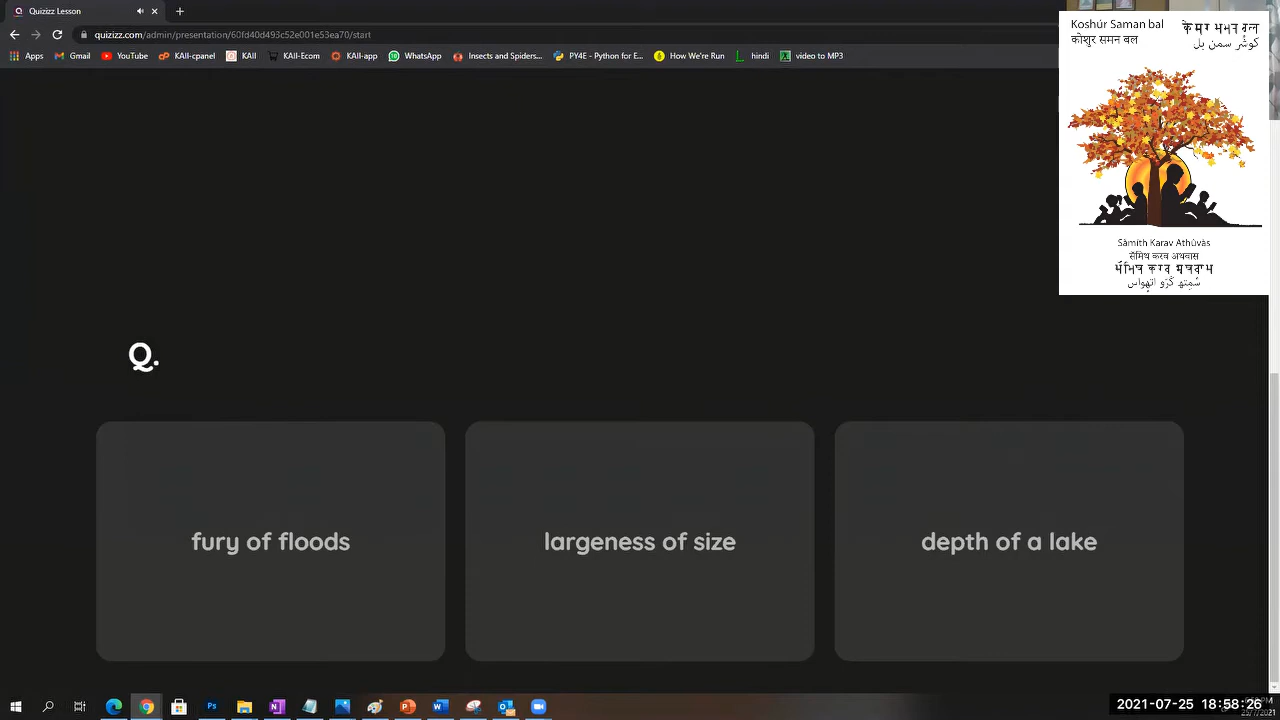 Quizizz Lesson
quizizz.com/admin/presentation/60fd40d493c52e001e53ea70/start
Apps Gmail YouTube KAII-cpanel KAII KAII-Ecom KAII-app WhatsApp Insects and Spiders... PY4E - Python for E... How We're Run hindi video to MP3
Koshúr Saman bal
कोशुर समन बल
کوشُر سمن بل
Sâmith Karav Athùvàs
सॅमिथ करव अथवास
Q.
fury of floods
largeness of size
depth of a lake
2021-07-25 18:58:26